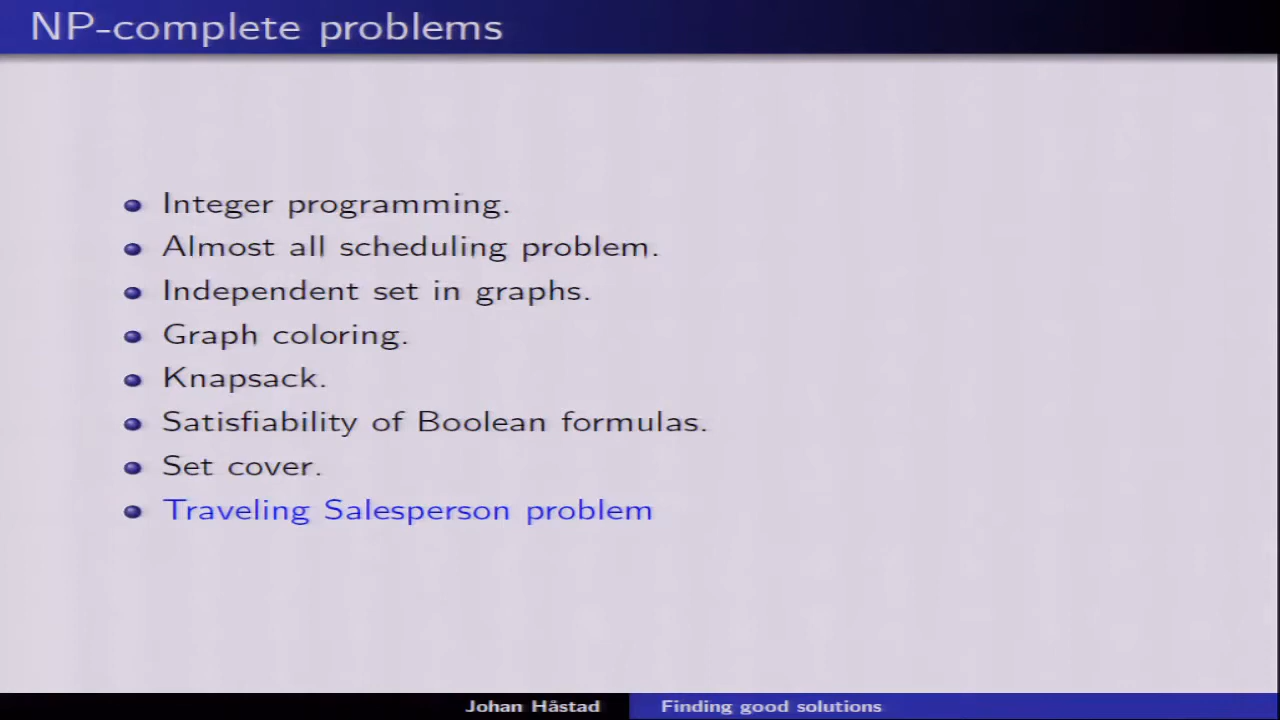 NP-complete problems
Integer programming.
Almost all scheduling problem.
Independent set in graphs.
Graph coloring.
Knapsack.
Satisfiability of Boolean formulas.
Set cover.
Traveling Salesperson problem
Johan Håstad
Finding good solutions